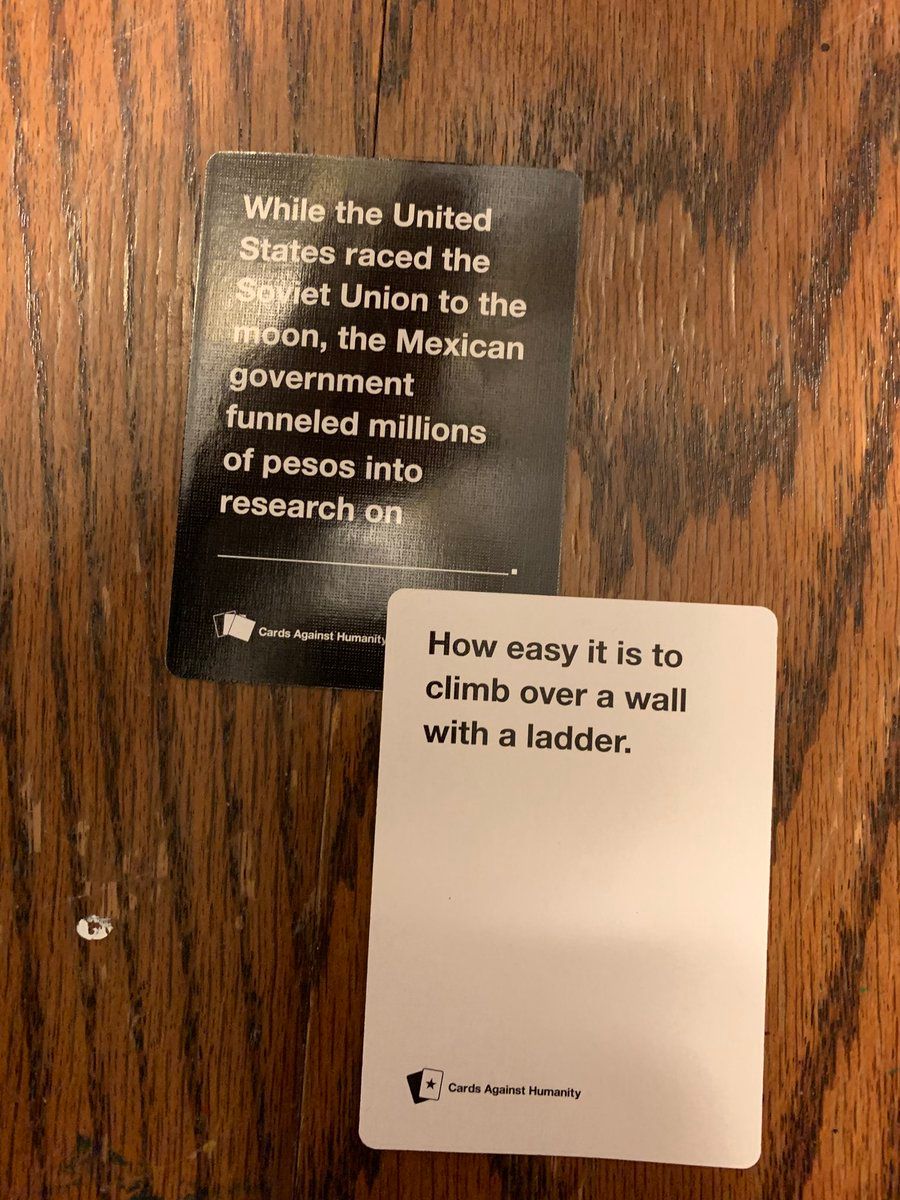 While the United
States raced the
Soviet Union to the
moon, the Mexican
government
funneled millions
of pesos into
research on
____________________.
Cards Against Humanity
How easy it is to
climb over a wall
with a ladder.
Cards Against Humanity